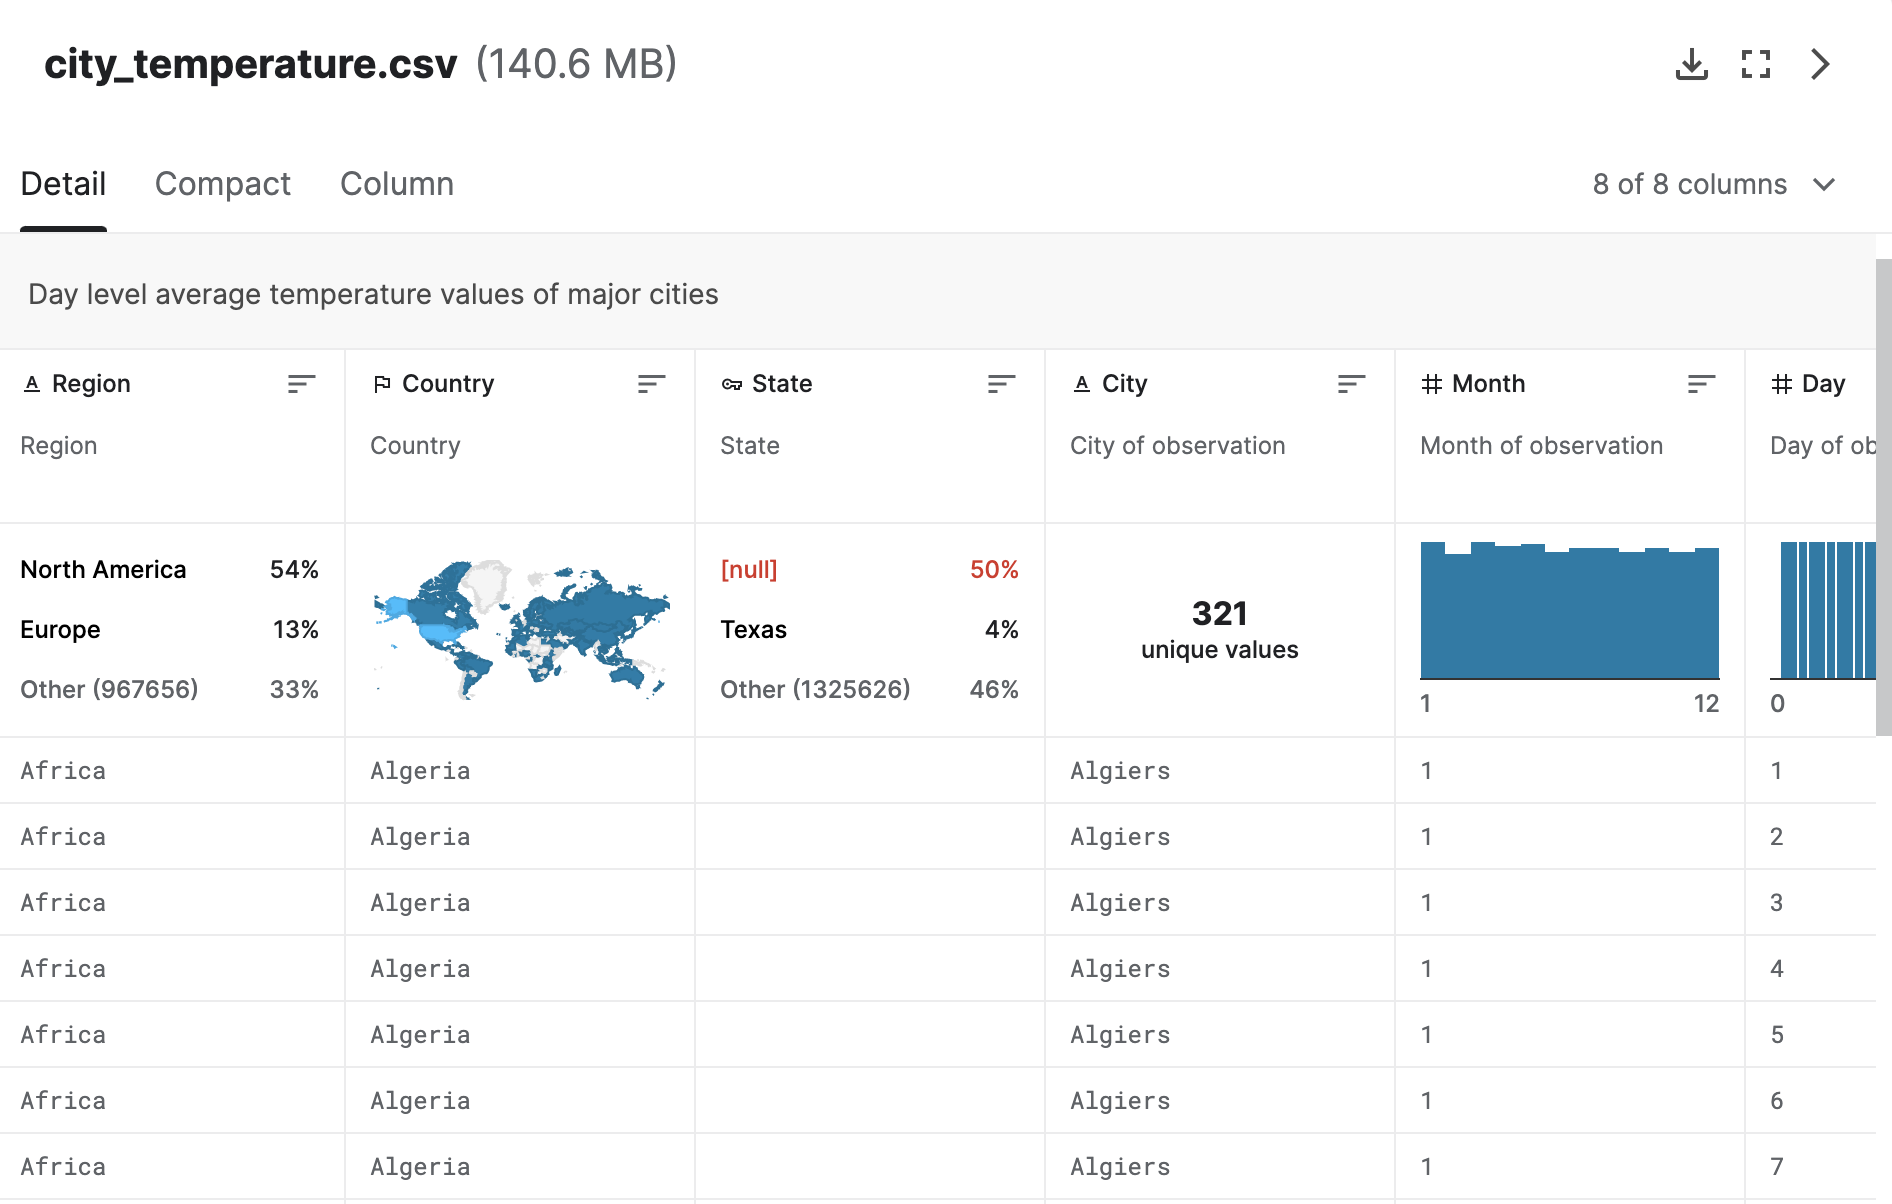 city_temperature.csv (140.6 MB)
Detail Compact Column 8 of 8 columns
Day level average temperature values of major cities
Region Country State City Month Day
Region Country State City of observation Month of observation Day of ob
North America 54% [null] 50%
321
Europe 13% Texas 4%
unique values
Other (967656) 33% Other (1325626) 46%
1 12 0
Africa Algeria Algiers 1 1
Africa Algeria Algiers 1 2
Africa Algeria Algiers 1 3
Africa Algeria Algiers 1 4
Africa Algeria Algiers 1 5
Africa Algeria Algiers 1 6
Africa Algeria Algiers 1 7